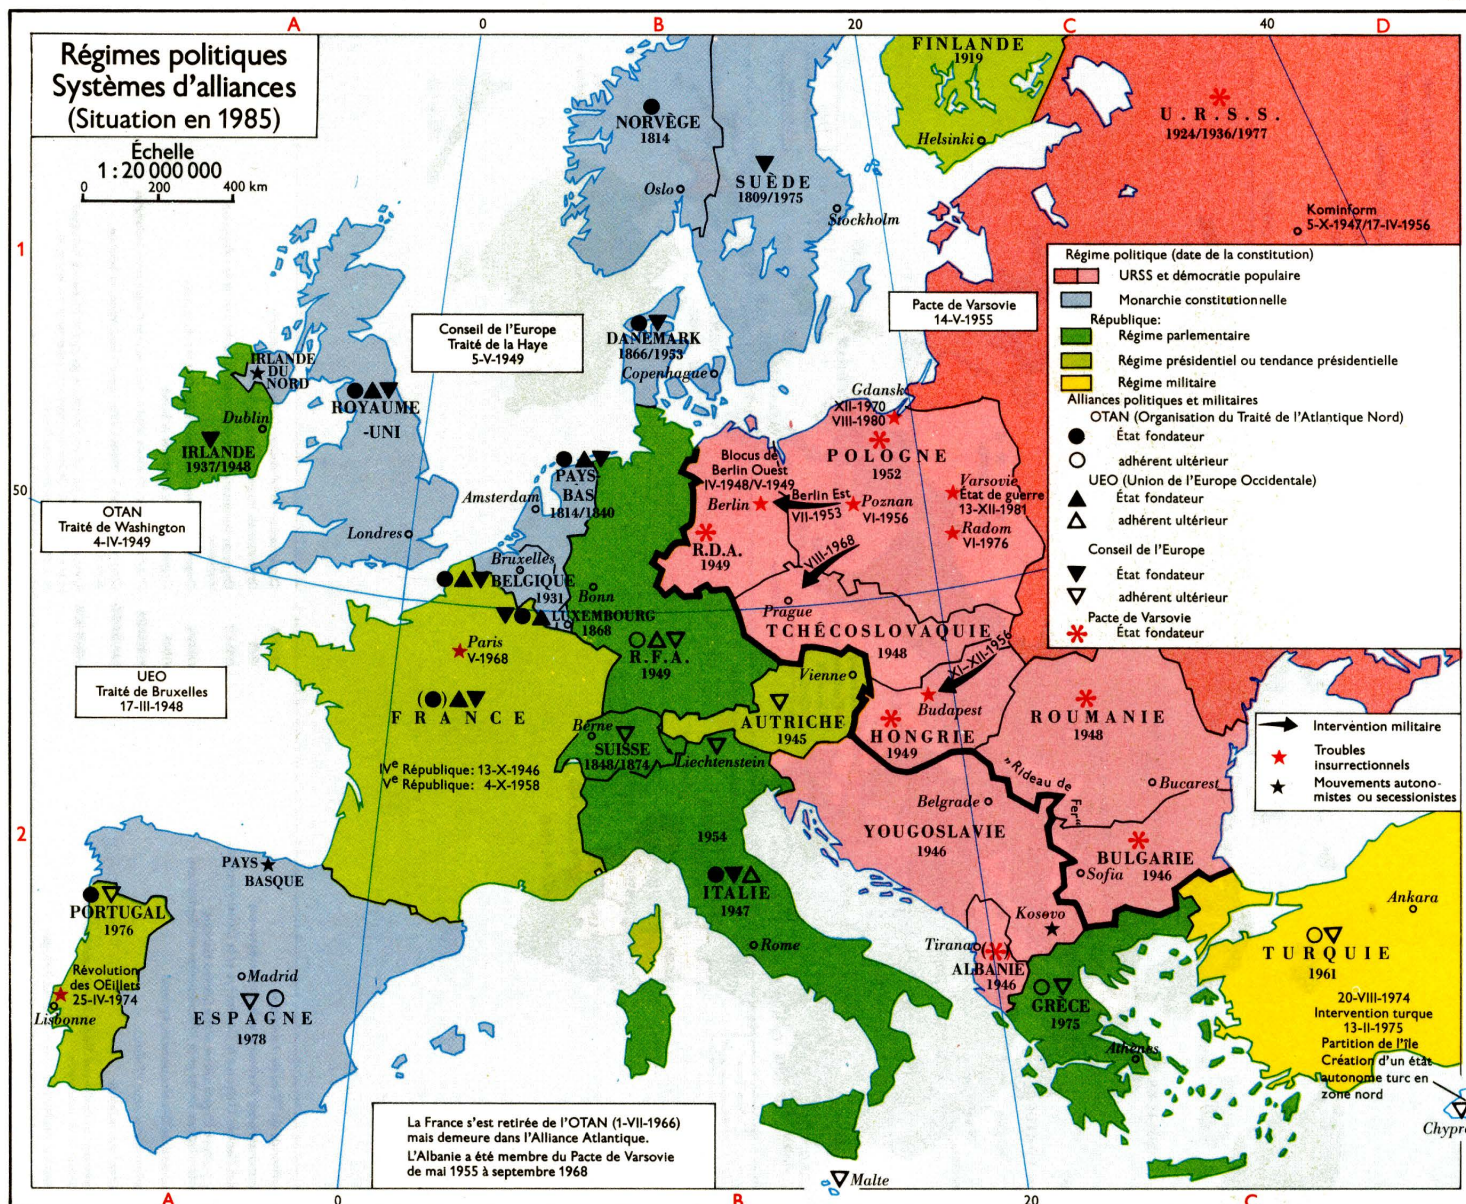 A
0
B
20
C
40
D
Régimes politiques
Systèmes d'alliances
(Situation en 1985)
Échelle
1 : 20 000 000
0 200 400 km
FINLANDE
1919
Helsinki
U.R.S.S.
1924/1936/1977
NORVÈGE
1814
Oslo
SUÈDE
1809/1975
Stockholm
Kominform
5-X-1947/17-IV-1956
1
Régime politique (date de la constitution)
URSS et démocratie populaire
Monarchie constitutionnelle
République:
Régime parlementaire
Régime présidentiel ou tendance présidentielle
Régime militaire
Alliances politiques et militaires
OTAN (Organisation du Traité de l'Atlantique Nord)
État fondateur
adhérent ultérieur
UEO (Union de l'Europe Occidentale)
État fondateur
adhérent ultérieur
Conseil de l'Europe
État fondateur
adhérent ultérieur
Pacte de Varsovie
État fondateur
Pacte de Varsovie
14-V-1955
Conseil de l'Europe
Traité de la Haye
5-V-1949
DANEMARK
1866/1953
Copenhague
IRLANDE
DU
NORD
Dublin
IRLANDE
1937/1948
ROYAUME
-UNI
Londres
Gdansk
XII-1970
VIII-1980
POLOGNE
1952
Blocus de
Berlin Ouest
IV-1948/V-1949
Berlin
Berlin Est
VII-1953
Poznan
VI-1956
Varsovie
État de guerre
13-XII-1981
Radom
VI-1976
R.D.A.
1949
VIII-1968
PAYS-
BAS
1814/1840
Amsterdam
50
OTAN
Traité de Washington
4-IV-1949
Bruxelles
BELGIQUE
1931
Bonn
LUXEMBOURG
1868
Prague
TCHÉCOSLOVAQUIE
1948
XI-XII-1956
Paris
V-1968
R.F.A.
1949
Vienne
AUTRICHE
1945
Budapest
HONGRIE
1949
ROUMANIE
1948
Bucarest
UEO
Traité de Bruxelles
17-III-1948
( )
FRANCE
IVe République: 13-X-1946
Ve République: 4-X-1958
Berne
SUISSE
1848/1874
Liechtenstein
„Rideau de Fer“
Intervention militaire
Troubles
insurrectionnels
Mouvements autono-
mistes ou secessionistes
2
Belgrade
YOUGOSLAVIE
1946
1954
BULGARIE
1946
Sofia
PAYS
BASQUE
ITALIE
1947
Rome
Kosovo
Tirana
( )
ALBANIE
1946
Ankara
TURQUIE
1961
PORTUGAL
1976
Révolution
des OEillets
25-IV-1974
Lisbonne
Madrid
ESPAGNE
1978
GRÈCE
1975
Athènes
20-VIII-1974
Intervention turque
13-II-1975
Partition de l'île
Création d'un état
autonome turc en
zone nord
Chypre
La France s'est retirée de l'OTAN (1-VII-1966)
mais demeure dans l'Alliance Atlantique.
L'Albanie a été membre du Pacte de Varsovie
de mai 1955 à septembre 1968
Malte
A
0
B
20
C